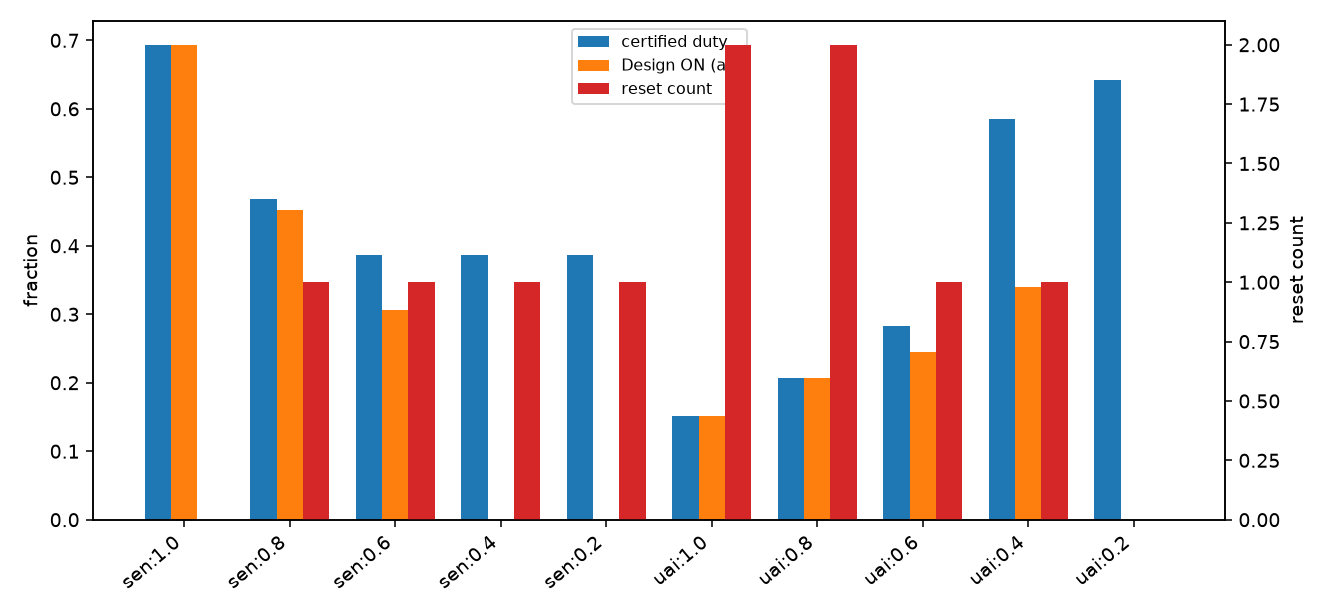 certified duty
Design ON (a
reset count
0.7
0.6
0.5
0.4
0.3
0.2
0.1
0.0
fraction
2.00
1.75
1.50
1.25
1.00
0.75
0.50
0.25
0.00
reset count
sen:1.0
sen:0.8
sen:0.6
sen:0.4
sen:0.2
uai:1.0
uai:0.8
uai:0.6
uai:0.4
uai:0.2